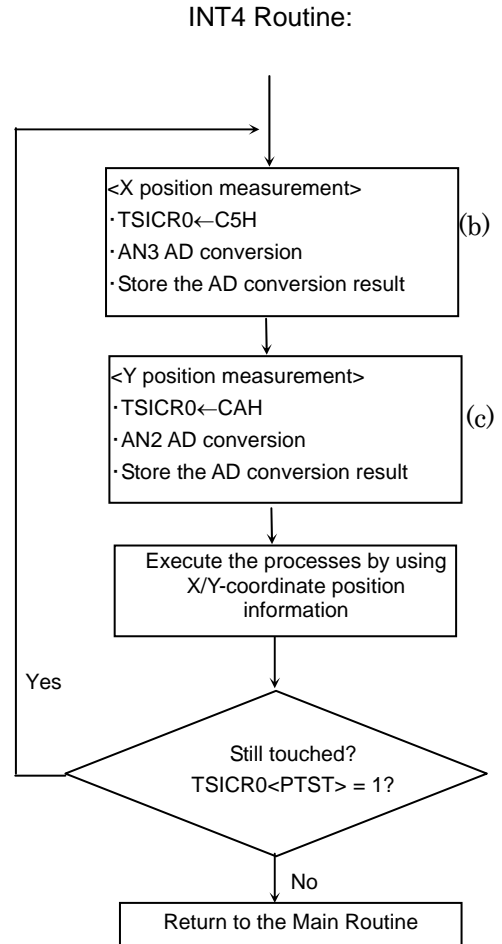 INT4 Routine:
<X position measurement>
・TSICR0←C5H
・AN3 AD conversion
・Store the AD conversion result
(b)
<Y position measurement>
・TSICR0←CAH
・AN2 AD conversion
・Store the AD conversion result
(c)
Execute the processes by using
X/Y-coordinate position
information
Yes
Still touched?
TSICR0<PTST> = 1?
No
Return to the Main Routine